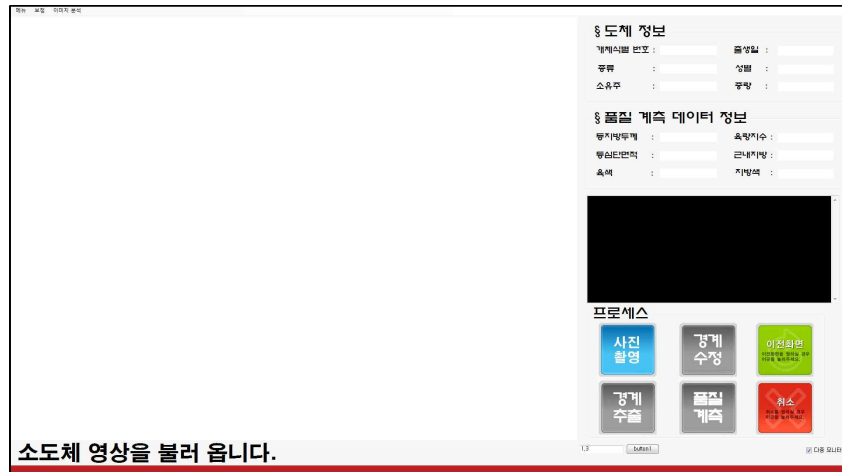 메뉴 보정 이미지 분석
§ 도체 정보
개체식별 번호 : 출생일 :
종류 : 성별 :
소유주 : 중량 :
§ 품질 계측 데이터 정보
등지방두께 : 육량지수 :
등심단면적 : 근내지방 :
육색 : 지방색 :
프로세스
사진 촬영
경계 수정
이전화면
경계 추출
품질 계측
취소
소도체 영상을 불러 옵니다.
1,3 button1 다중 모니터